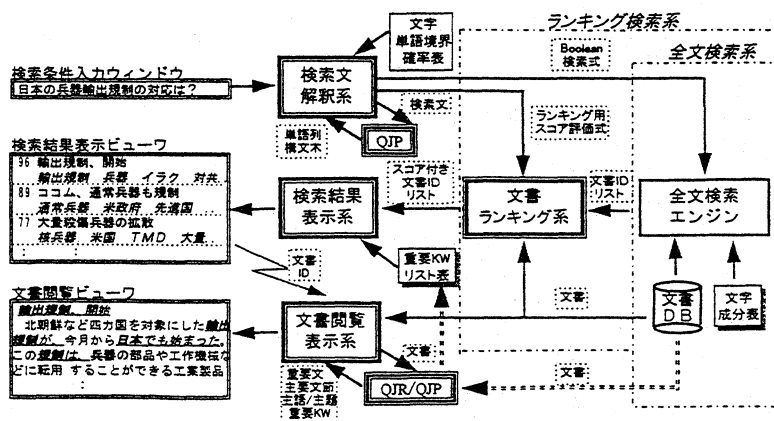 ランキング検索系
全文検索系
文字
単語境界
確率表
Boolean
検索式
検索条件入力ウィンドウ
日本の兵器輸出規制の対応は?
検索文
解釈系
検索文
QJP
単語列
構文木
ランキング用
スコア評価式
検索結果表示ビューワ
96 輸出規制、開始
輸出規制 兵器 イラク 対共
89 ココム、通常兵器も規制
通常兵器 米政府 先進国
77 大量殺傷兵器の拡散
核兵器 米国 TMD 大量
: : :
検索結果
表示系
スコア付き
文書ID
リスト
文書
ランキング系
文書ID
リスト
全文検索
エンジン
重要KW
リスト表
文書
ID
文書
文書
DB
文字
成分表
文書閲覧ビューワ
輸出規制、開始
北朝鮮など四カ国を対象にした輸出
規制が、今月から日本でも始まった。
この規制は、兵器の部品や工作機械な
どに転用 することができる工業製品
:
文書閲覧
表示系
文書
重要文
主要文節
主語/主題
重要KW
QJR/QJP
文書